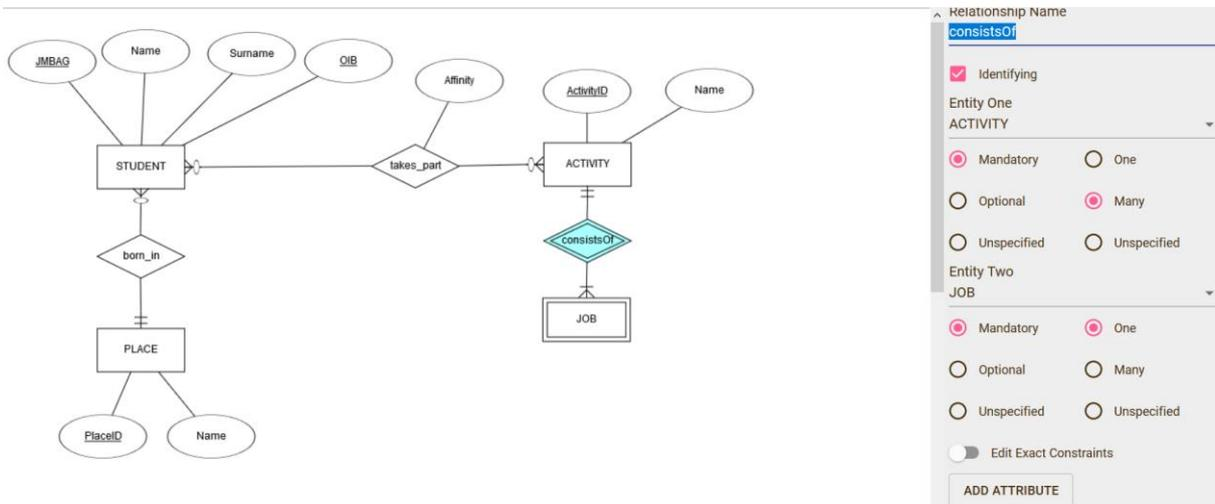 JMBAG
Name
Surname
OIB
Affinity
ActivityID
Name
STUDENT
takes_part
ACTIVITY
born_in
consistsOf
JOB
PLACE
PlaceID
Name
Relationship Name
consistsOf
Identifying
Entity One
ACTIVITY
Mandatory One
Optional Many
Unspecified Unspecified
Entity Two
JOB
Mandatory One
Optional Many
Unspecified Unspecified
Edit Exact Constraints
ADD ATTRIBUTE